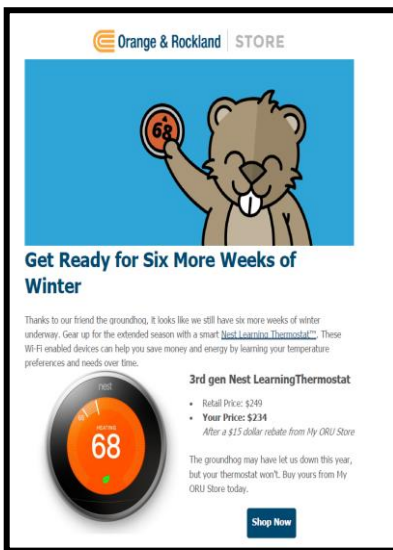 Orange & Rockland STORE
68
Get Ready for Six More Weeks of
Winter
Thanks to our friend the groundhog, it looks like we still have six more weeks of winter
underway. Gear up for the extended season with a smart Nest Learning Thermostat™. These
Wi-Fi enabled devices can help you save money and energy by learning your temperature
preferences and needs over time.
3rd gen Nest LearningThermostat
• Retail Price: $249
• Your Price: $234
After a $15 dollar rebate from My ORU Store
nest
HEATING
68
The groundhog may have let us down this year,
but your thermostat won't. Buy yours from My
ORU Store today.
Shop Now